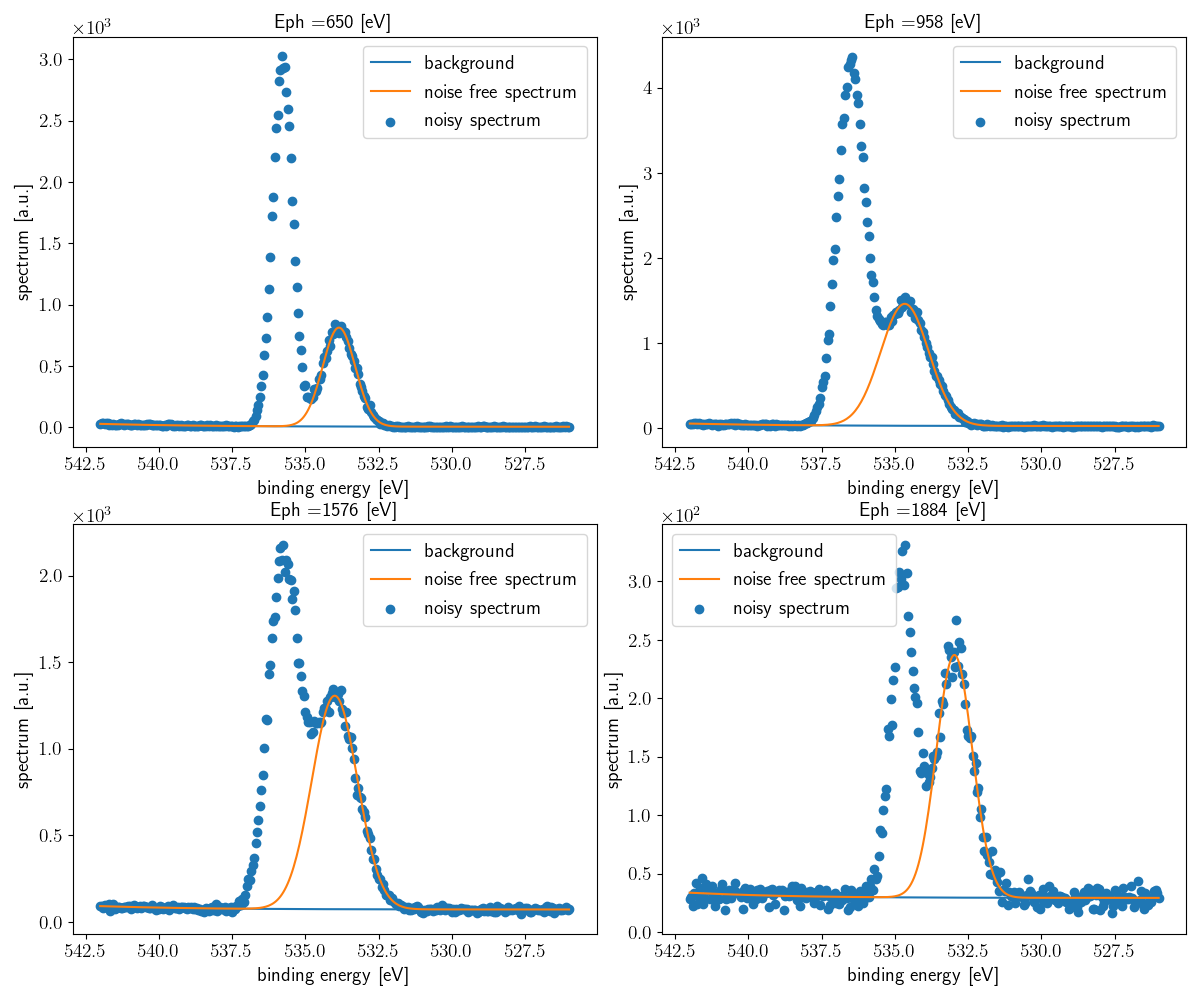 Eph =650 [eV]
×10³
3.0
2.5
2.0
1.5
1.0
0.5
0.0
spectrum [a.u.]
background
noise free spectrum
noisy spectrum
542.5 540.0 537.5 535.0 532.5 530.0 527.5
binding energy [eV]
Eph =958 [eV]
×10³
4
3
2
1
0
spectrum [a.u.]
background
noise free spectrum
noisy spectrum
542.5 540.0 537.5 535.0 532.5 530.0 527.5
binding energy [eV]
Eph =1576 [eV]
×10³
2.0
1.5
1.0
0.5
0.0
spectrum [a.u.]
background
noise free spectrum
noisy spectrum
542.5 540.0 537.5 535.0 532.5 530.0 527.5
binding energy [eV]
Eph =1884 [eV]
×10²
3.0
2.5
2.0
1.5
1.0
0.5
0.0
spectrum [a.u.]
background
noise free spectrum
noisy spectrum
542.5 540.0 537.5 535.0 532.5 530.0 527.5
binding energy [eV]